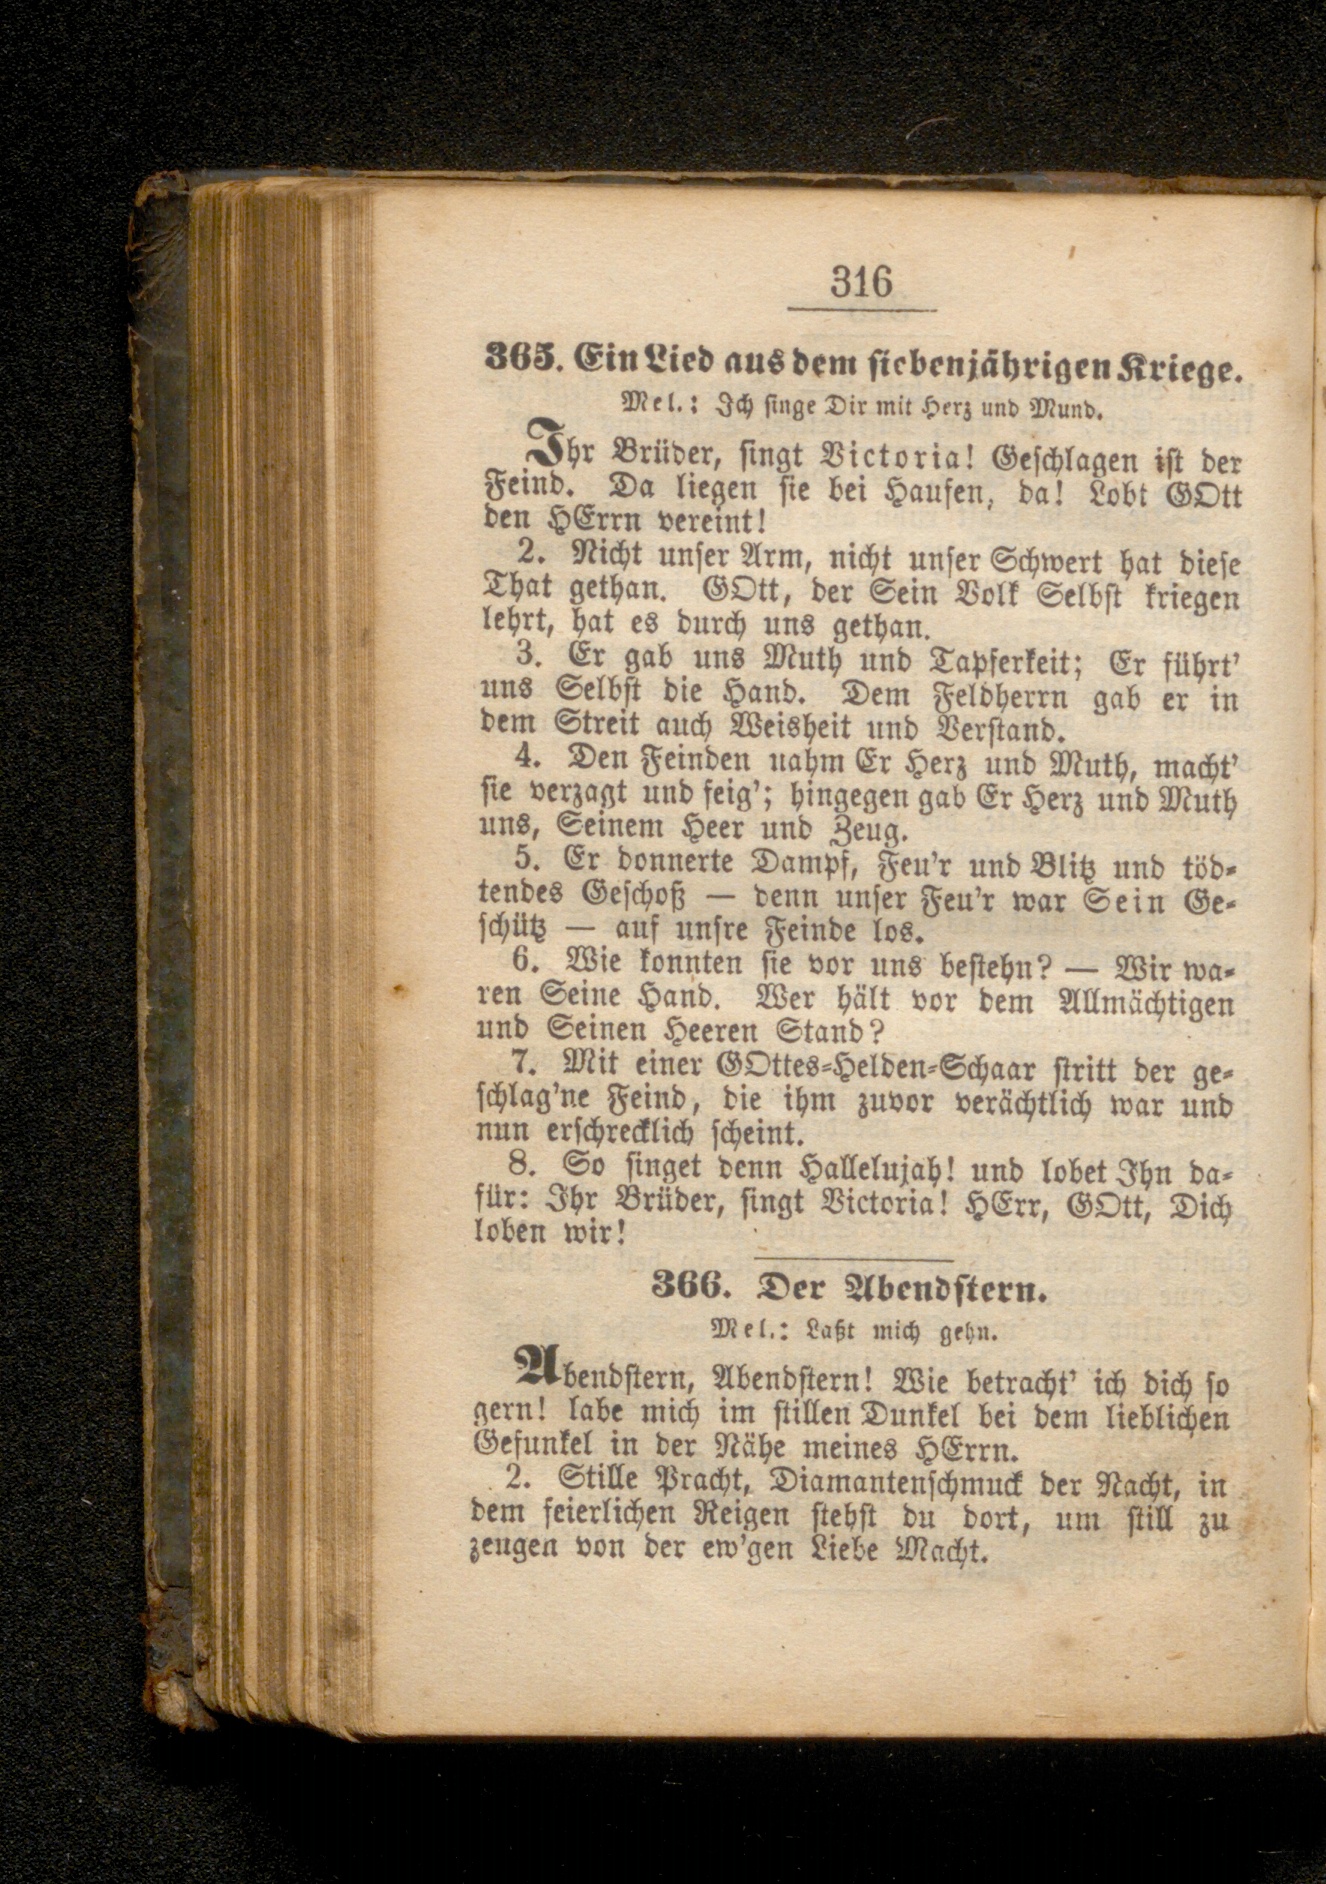 316
365. Ein Lied aus dem siebenjährigen Kriege.
Mel.: Ich singe Dir mit Herz und Mund.
Ihr Brüder, singt Victoria! Geschlagen ist der
Feind. Da liegen sie bei Haufen, da! Lobt GOtt
den HErrn vereint!
2. Nicht unser Arm, nicht unser Schwert hat diese
That gethan. GOtt, der Sein Volk Selbst kriegen
lehrt, hat es durch uns gethan.
3. Er gab uns Muth und Tapferkeit; Er führt'
uns Selbst die Hand. Dem Feldherrn gab er in
dem Streit auch Weisheit und Verstand.
4. Den Feinden nahm Er Herz und Muth, macht'
sie verzagt und feig'; hingegen gab Er Herz und Muth
uns, Seinem Heer und Zeug.
5. Er donnerte Dampf, Feu'r und Blitz und töd-
tendes Geschoß — denn unser Feu'r war Sein Ge-
schütz — auf unsre Feinde los.
6. Wie konnten sie vor uns bestehn? — Wir wa-
ren Seine Hand. Wer hält vor dem Allmächtigen
und Seinen Heeren Stand?
7. Mit einer GOttes-Helden-Schaar stritt der ge-
schlag'ne Feind, die ihm zuvor verächtlich war und
nun erschrecklich scheint.
8. So singet denn Hallelujah! und lobet Ihn da-
für: Ihr Brüder, singt Victoria! HErr, GOtt, Dich
loben wir!
366. Der Abendstern.
Mel.: Laßt mich gehn.
Abendstern, Abendstern! Wie betracht' ich dich so
gern! labe mich im stillen Dunkel bei dem lieblichen
Gefunkel in der Nähe meines HErrn.
2. Stille Pracht, Diamantenschmuck der Nacht, in
dem feierlichen Reigen stehst du dort, um still zu
zeugen von der ew'gen Liebe Macht.